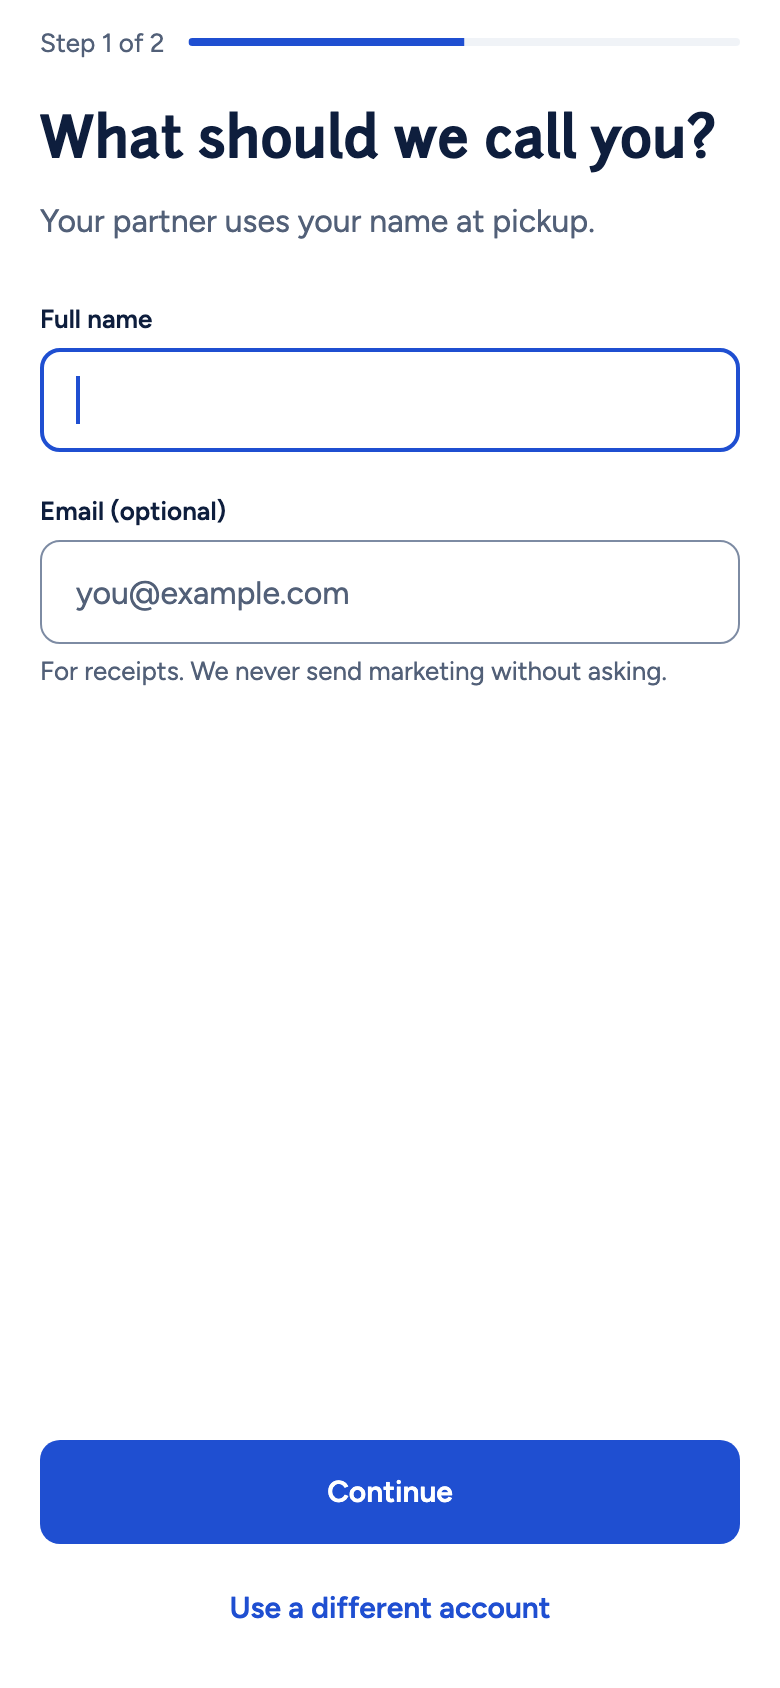 Step 1 of 2
What should we call you?
Your partner uses your name at pickup.
Full name
Email (optional)
you@example.com
For receipts. We never send marketing without asking.
Continue
Use a different account